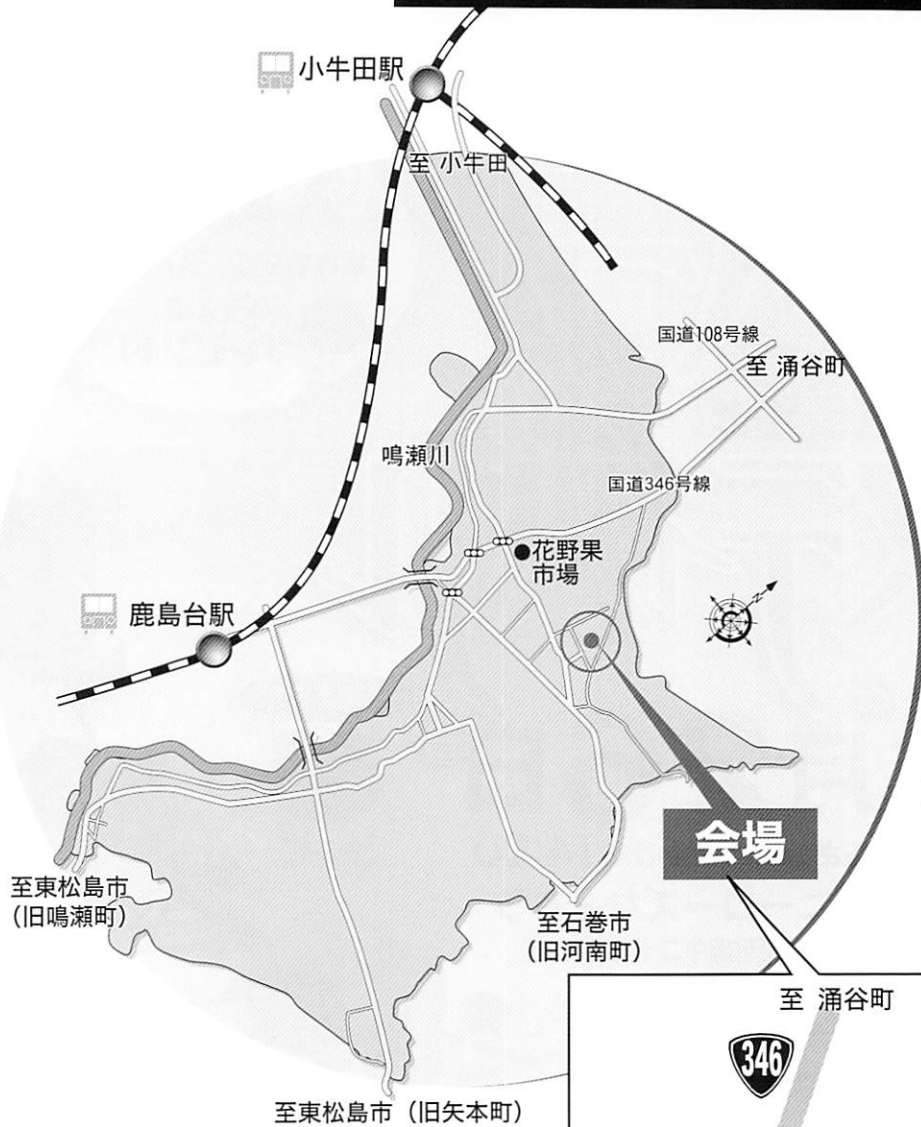 小牛田駅
至 小牛田
国道108号線
至 涌谷町
鳴瀬川
国道346号線
花野果
市場
鹿島台駅
会場
至東松島市
(旧鳴瀬町)
至石巻市
(旧河南町)
至 涌谷町
346
至東松島市 (旧矢本町)